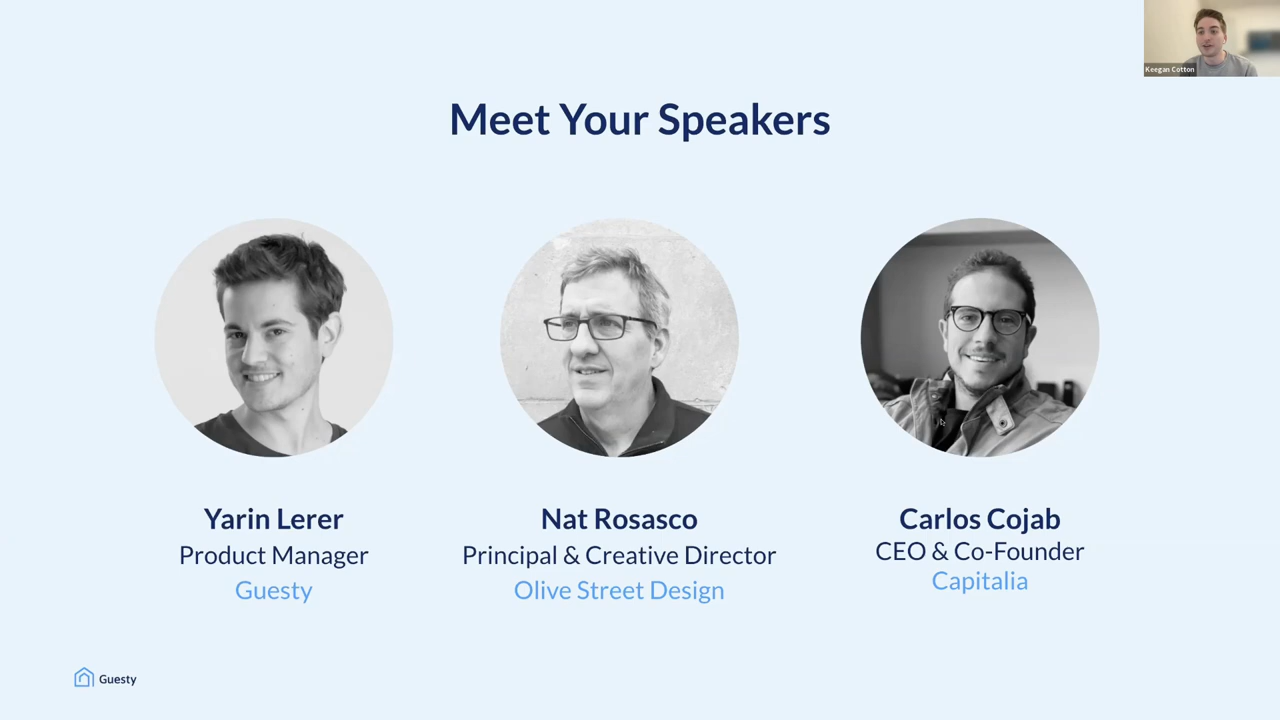 Keegan Cotton
Meet Your Speakers
Yarin Lerer
Product Manager
Guesty
Nat Rosasco
Principal & Creative Director
Olive Street Design
Carlos Cojab
CEO & Co-Founder
Capitalia
Guesty